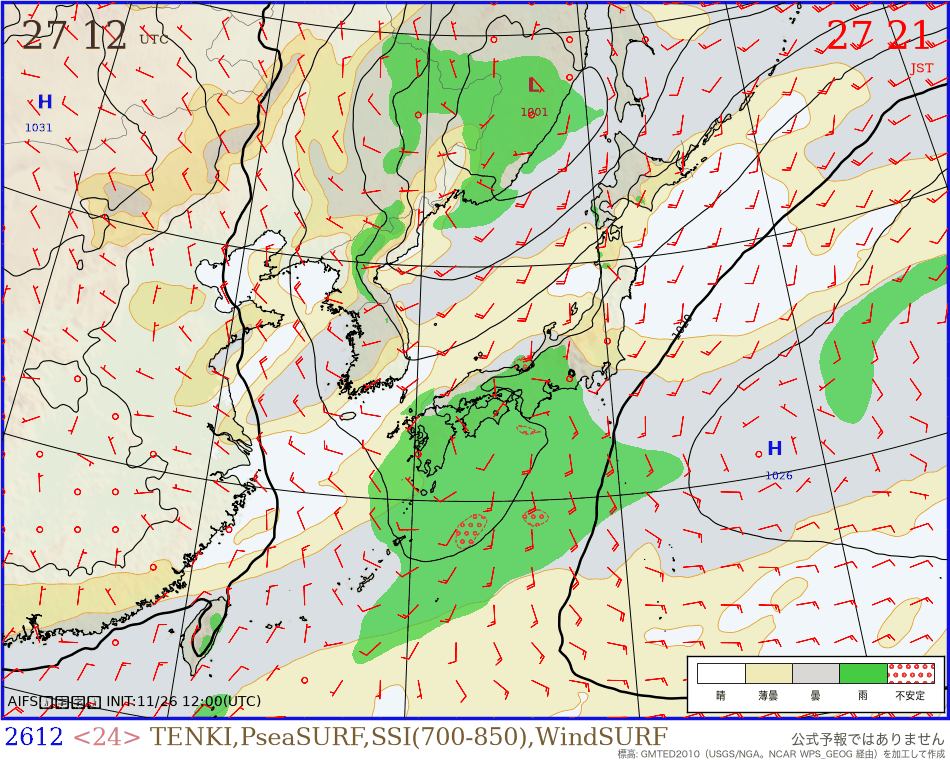 27 12 UTC
27 21
JST
H
1031
L
1001
1020
H
1026
晴 薄曇 曇 雨 不安定
AIFS INIT:11/26 12:00(UTC)
2612 <24> TENKI,PseaSURF,SSI(700-850),WindSURF
公式予報ではありません
標高: GMTED2010（USGS/NGA。NCAR WPS_GEOG 経由）を加工して作成